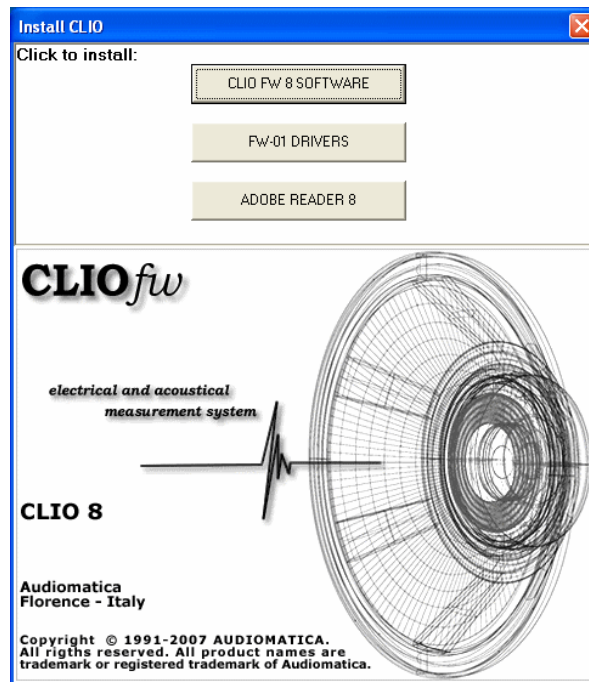 Install CLIO
Click to install:
CLIO FW 8 SOFTWARE
FW-01 DRIVERS
ADOBE READER 8
CLIOfw
electrical and acoustical
measurement system
CLIO 8
Audiomatica
Florence - Italy
Copyright © 1991-2007 AUDIOMATICA.
All rigths reserved. All product names are
trademark or registered trademark of Audiomatica.